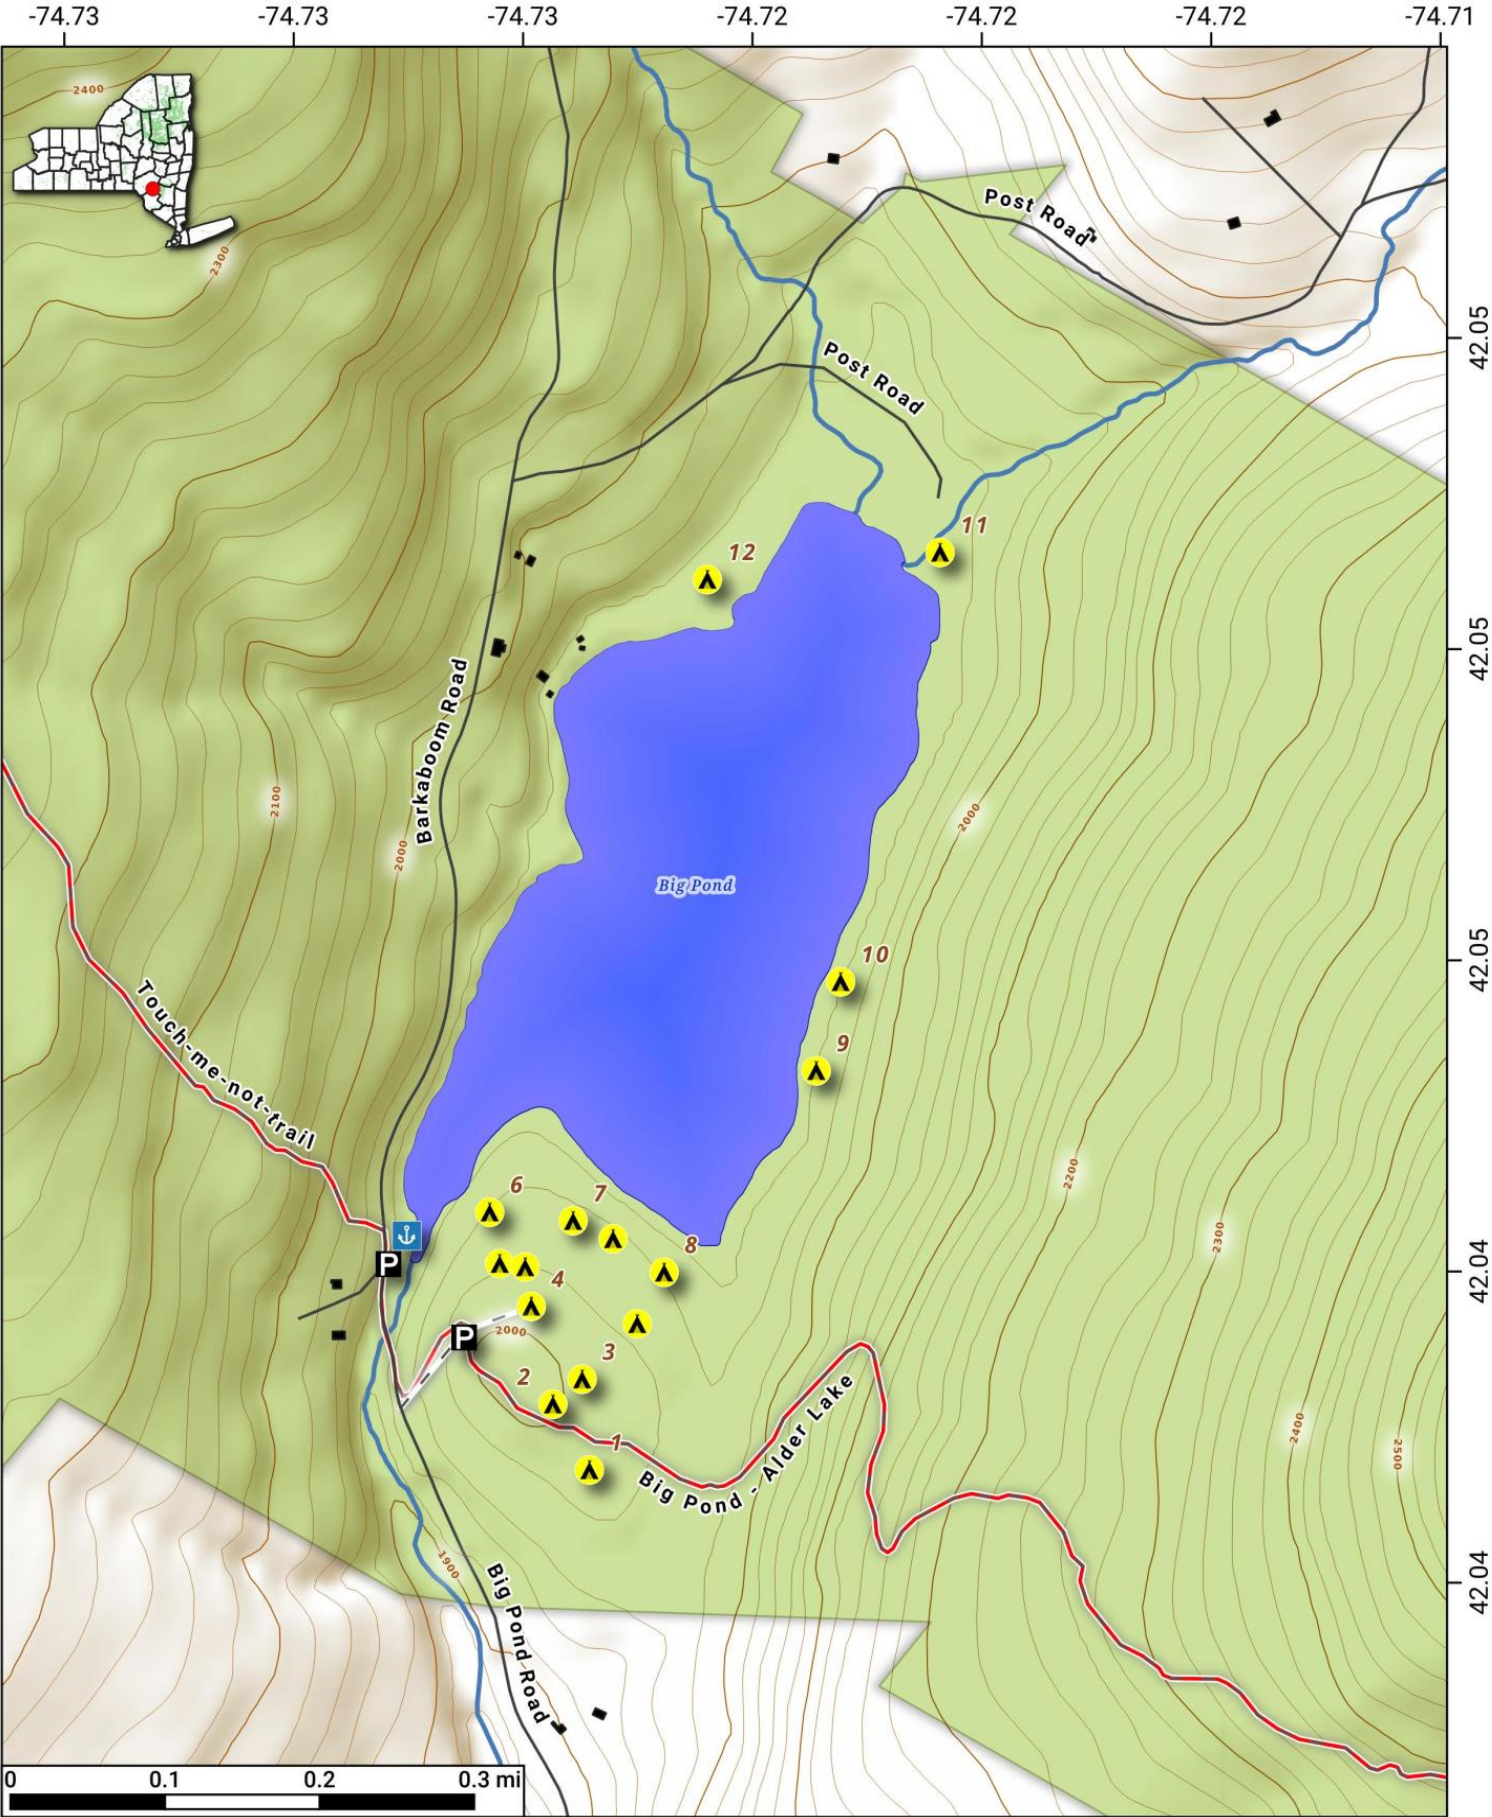 -74.73 -74.73 -74.73 -74.72 -74.72 -74.72 -74.71
2400
2300
Post Road
42.05
Post Road
11
12
42.05
Barkaboom Road
2100
2000
2000
Big Pond
10
42.05
9
Touch-me-not-trail
2200
6
7
2300
8
P
4
42.04
P
2000
3
2
1
Big Pond - Alder Lake
2400
2500
1900
Big Pond Road
42.04
0 0.1 0.2 0.3 mi